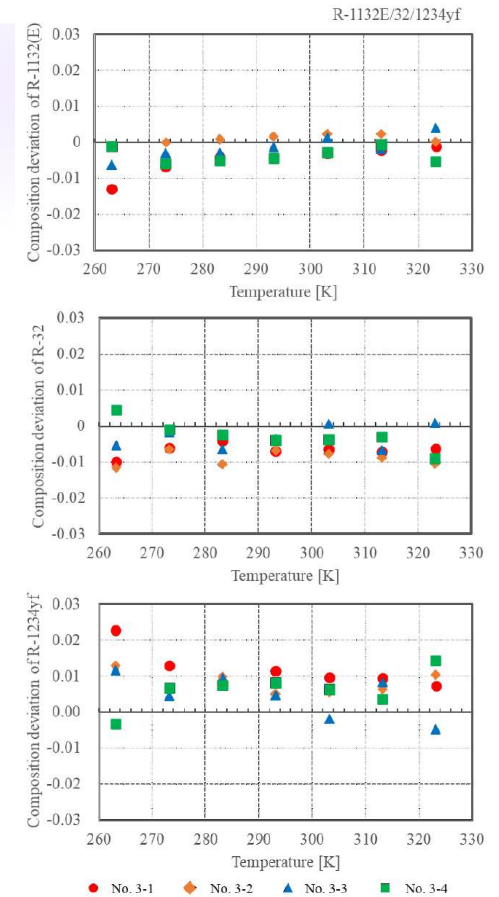 R-1132E/32/1234yf
Composition deviation of R-1132(E)
0.03
0.02
0.01
0
-0.01
-0.02
-0.03
260 270 280 290 300 310 320 330
Temperature [K]
Composition deviation of R-32
0.03
0.02
0.01
0
-0.01
-0.02
-0.03
260 270 280 290 300 310 320 330
Temperature [K]
Composition deviation of R-1234yf
0.03
0.02
0.01
0.00
-0.01
-0.02
-0.03
260 270 280 290 300 310 320 330
Temperature [K]
No. 3-1 No. 3-2 No. 3-3 No. 3-4